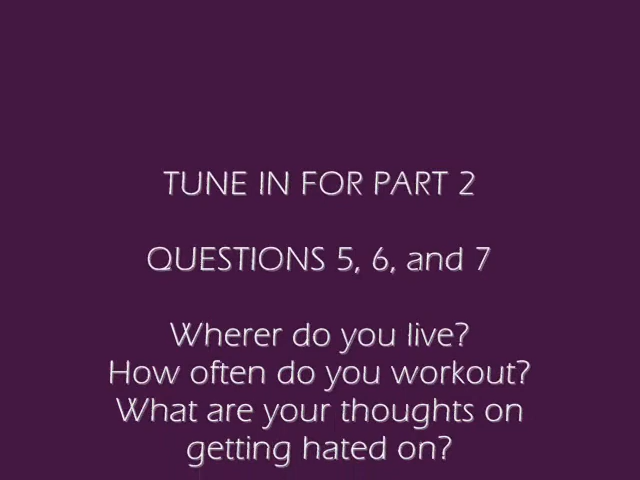 TUNE IN FOR PART 2
QUESTIONS 5, 6, and 7
Wherer do you live?
How often do you workout?
What are your thoughts on
getting hated on?